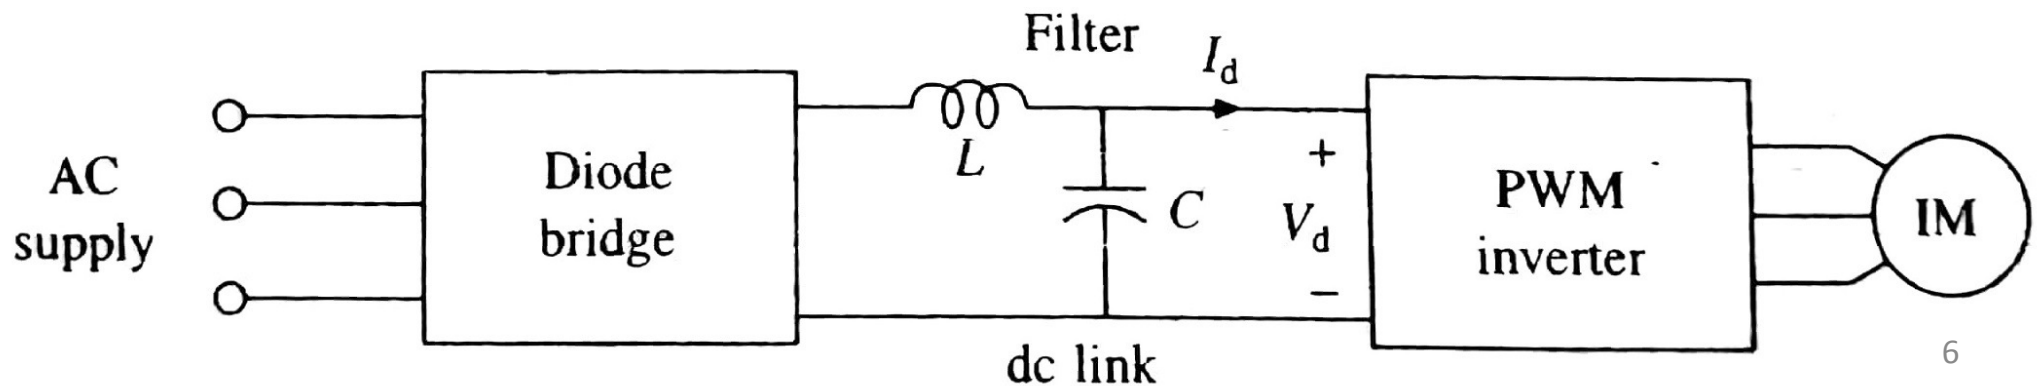 Filter
I_d
AC
supply
Diode
bridge
L
C
+
V_d
−
PWM
inverter
IM
dc link
6